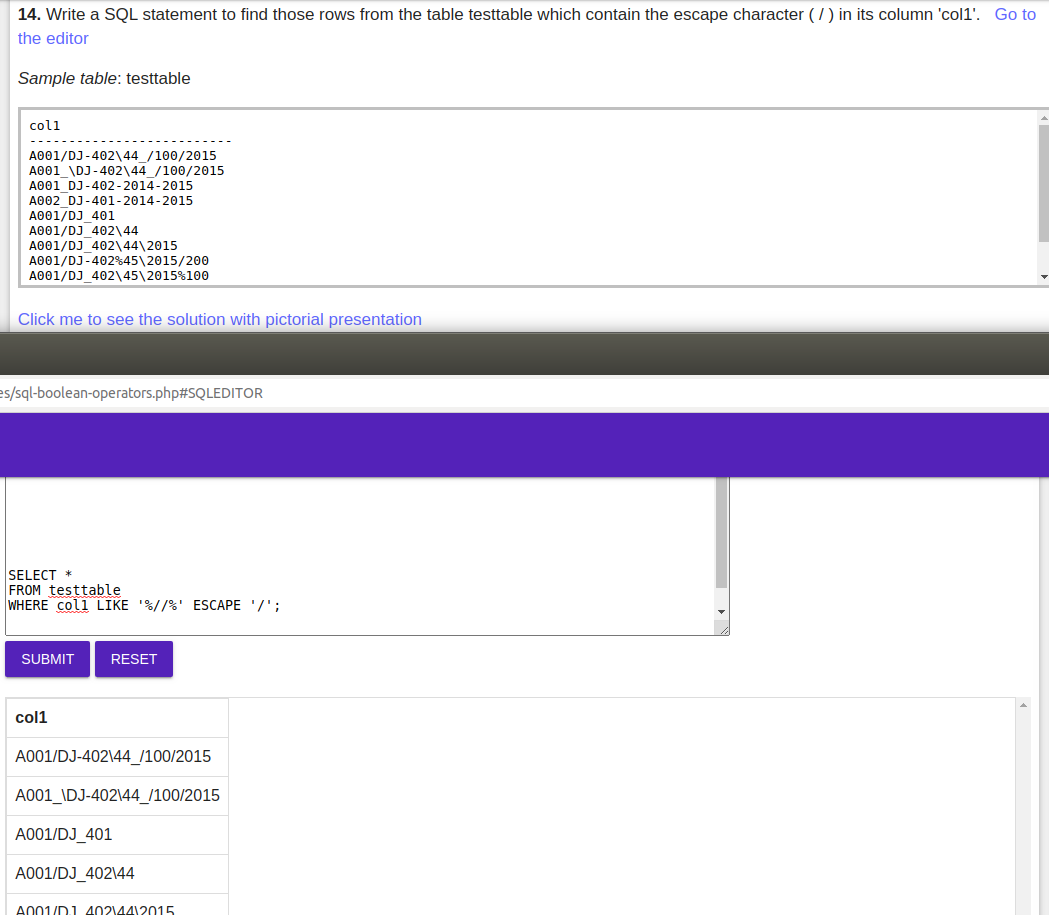 14. Write a SQL statement to find those rows from the table testtable which contain the escape character ( / ) in its column 'col1'. Go to
the editor
Sample table: testtable
col1
--------------------------
A001/DJ-402\44_/100/2015
A001_\DJ-402\44_/100/2015
A001_DJ-402-2014-2015
A002_DJ-401-2014-2015
A001/DJ_401
A001/DJ_402\44
A001/DJ_402\44\2015
A001/DJ-402%45\2015/200
A001/DJ_402\45\2015%100
Click me to see the solution with pictorial presentation
es/sql-boolean-operators.php#SQLEDITOR
SELECT *
FROM testtable
WHERE col1 LIKE '%//%' ESCAPE '/';
SUBMIT RESET
col1
A001/DJ-402\44_/100/2015
A001_\DJ-402\44_/100/2015
A001/DJ_401
A001/DJ_402\44
A001/DJ_402\44\2015